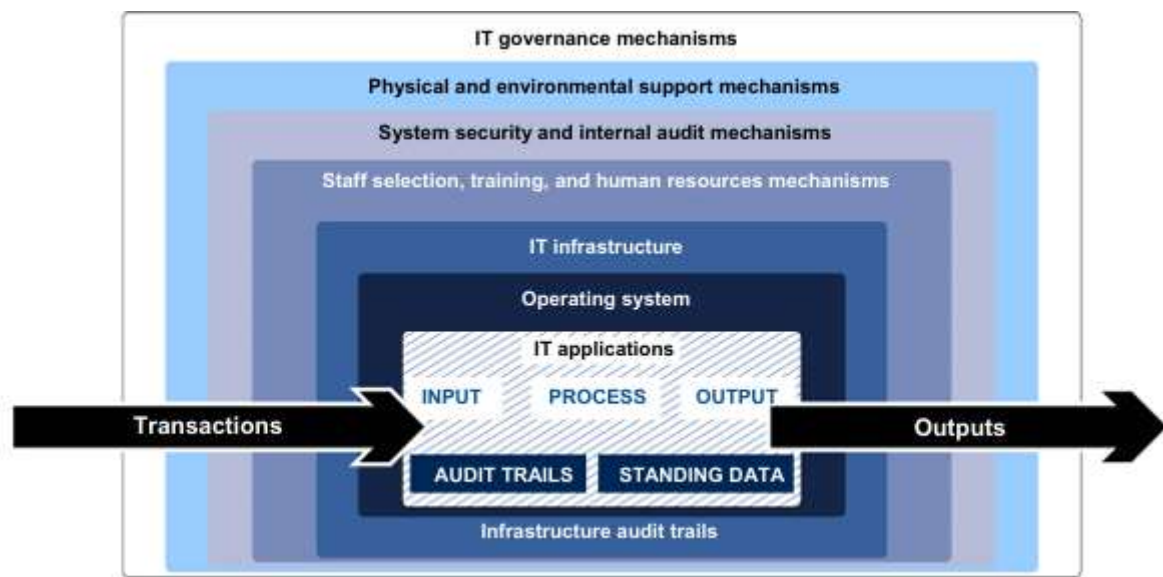 IT governance mechanisms
Physical and environmental support mechanisms
System security and internal audit mechanisms
Staff selection, training, and human resources mechanisms
IT infrastructure
Operating system
IT applications
INPUT PROCESS OUTPUT
Transactions Outputs
AUDIT TRAILS STANDING DATA
Infrastructure audit trails